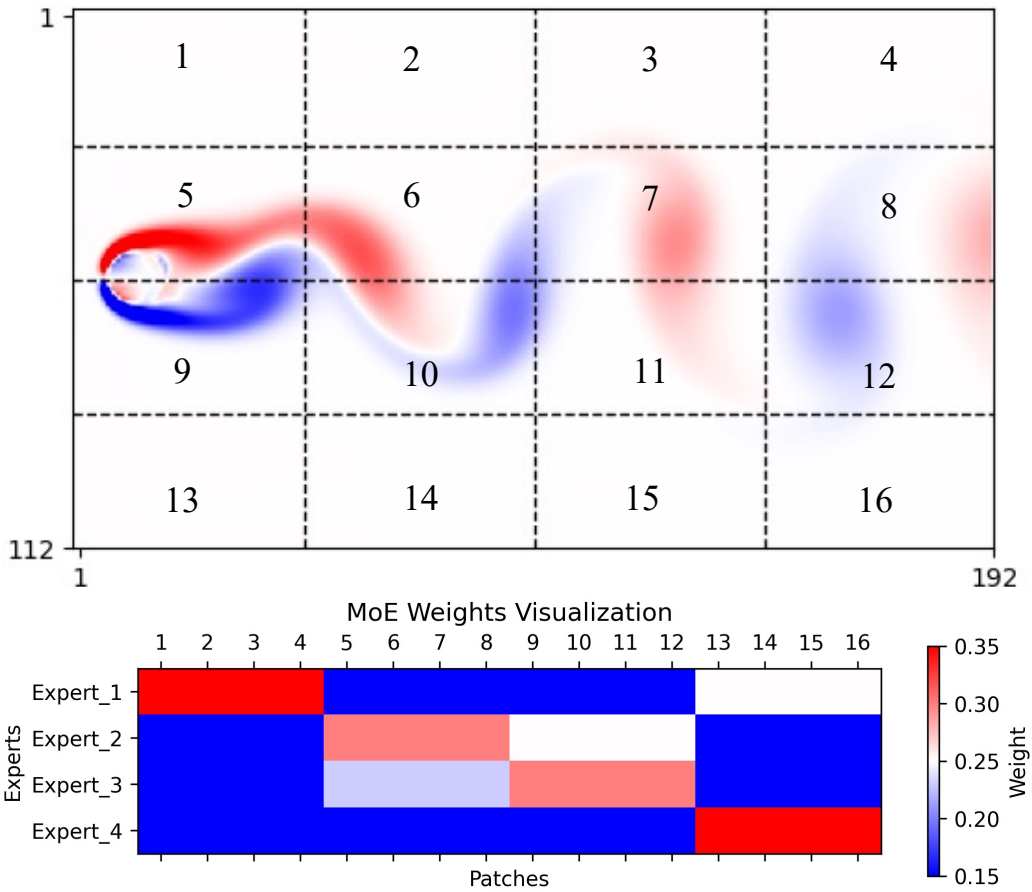 1
1 2 3 4
5 6 7 8
9 10 11 12
13 14 15 16
112
1 192
MoE Weights Visualization
1 2 3 4 5 6 7 8 9 10 11 12 13 14 15 16
Expert_1
Expert_2
Expert_3
Expert_4
Experts
Patches
0.35
0.30
0.25
0.20
0.15
Weight